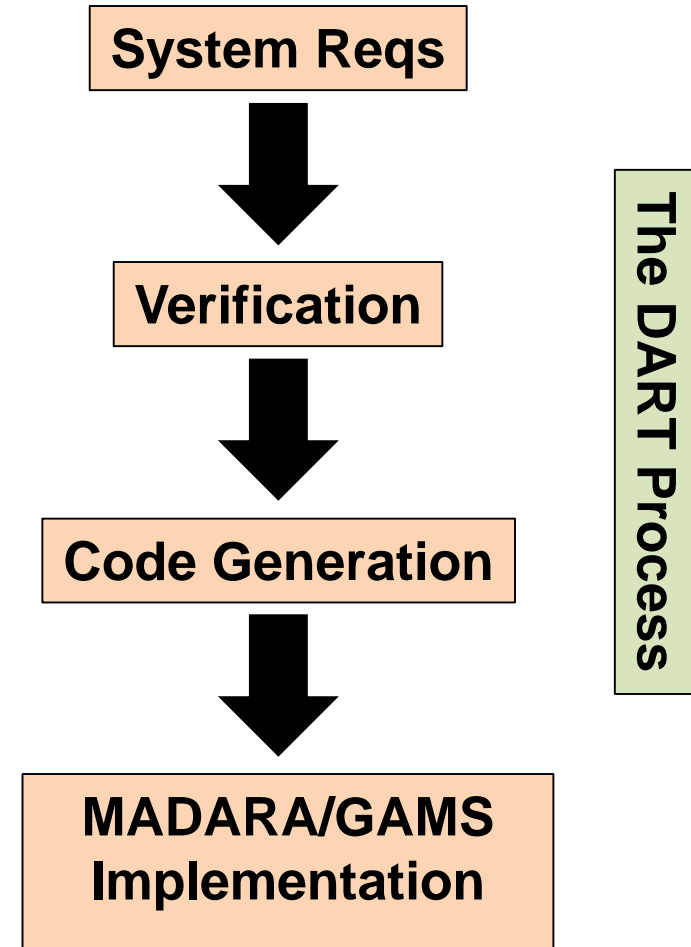 System Reqs
Verification
Code Generation
MADARA/GAMS
Implementation
The DART Process